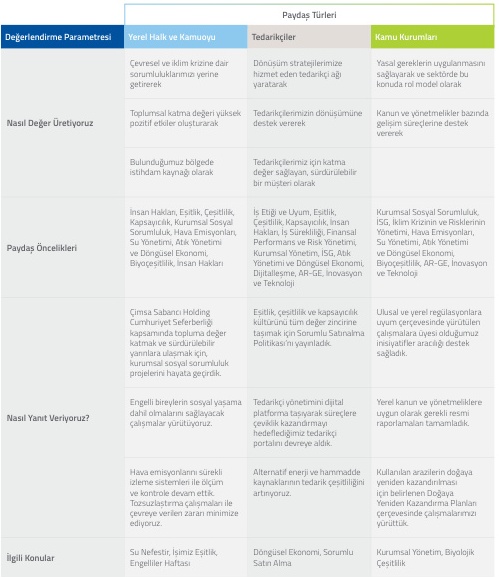 Paydaş Türleri
Değerlendirme Parametresi
Yerel Halk ve Kamuoyu
Tedarikçiler
Kamu Kurumları
Nasıl Değer Üretiyoruz
Çevresel ve iklim krizine dair
sorumluluklarımızı yerine
getirerek
Dönüşüm stratejilerimize
hizmet eden tedarikçi ağı
yaratarak
Yasal gereklerin uygulanmasını
sağlayarak ve sektörde bu
konuda rol model olarak
Toplumsal katma değeri yüksek
pozitif etkiler oluşturarak
Tedarikçilerimizin dönüşümüne
destek vererek
Kanun ve yönetmelikler bazında
gelişim süreçlerine destek
vererek
Bulunduğumuz bölgede
istihdam kaynağı olarak
Tedarikçilerimiz için katma
değer sağlayan, sürdürülebilir
bir müşteri olarak
Paydaş Öncelikleri
İnsan Hakları, Eşitlik, Çeşitlilik,
Kapsayıcılık, Kurumsal Sosyal
Sorumluluk, Hava Emisyonları,
Su Yönetimi, Atık Yönetimi
ve Döngüsel Ekonomi,
Biyoçeşitlilik, İnsan Hakları
İş Etiği ve Uyum, Eşitlik,
Çeşitlilik, Kapsayıcılık, İnsan
Hakları, İş Sürekliliği, Finansal
Performans ve Risk Yönetimi,
Kurumsal Yönetim, İSG, Atık
Yönetimi ve Döngüsel Ekonomi,
Dijitalleşme, AR-GE, İnovasyon
ve Teknoloji
Kurumsal Sosyal Sorumluluk,
İSG, İklim Krizinin ve Risklerinin
Yönetimi, Hava Emisyonları,
Su Yönetimi, Atık Yönetimi
ve Döngüsel Ekonomi,
Biyoçeşitlilik, AR-GE, İnovasyon
ve Teknoloji
Nasıl Yanıt Veriyoruz?
Çimsa Sabancı Holding
Cumhuriyet Seferberliği
kapsamında topluma değer
katmak ve sürdürülebilir
yarınlara ulaşmak için,
kurumsal sosyal sorumluluk
projelerini hayata geçirdik.
Eşitlik, çeşitlilik ve kapsayıcılık
kültürünü tüm değer zincirine
taşımak için Sorumlu Satınalma
Politikası'nı yayınladık.
Ulusal ve yerel regülasyonlara
uyum çerçevesinde yürütülen
çalışmalara üyesi olduğumuz
inisiyatifler aracılığı destek
sağladık.
Engelli bireylerin sosyal yaşama
dahil olmalarını sağlayacak
çalışmalar yürütüyoruz.
Tedarikçi yönetimini dijital
platforma taşıyarak süreçlere
çeviklik kazandırmayı
hedeflediğimiz tedarikçi
portalını devreye aldık.
Yerel kanun ve yönetmeliklere
uygun olarak gerekli resmi
raporlamaları tamamladık.
Hava emisyonlarını sürekli
izleme sistemleri ile ölçüm
ve kontrole devam ettik.
Tozsuzlaştırma çalışmaları ile
çevreye verilen zararı minimize
ediyoruz.
Alternatif enerji ve hammadde
kaynaklarının tedarik çeşitliliğini
artırıyoruz.
Kullanılan arazilerin doğaya
yeniden kazandırılması
için belirlenen Doğaya
Yeniden Kazandırma Planları
çerçevesinde çalışmalarımızı
yürüttük.
İlgili Konular
Su Nefestir, İşimiz Eşitlik,
Engelliler Haftası
Döngüsel Ekonomi, Sorumlu
Satın Alma
Kurumsal Yönetim, Biyolojik
Çeşitlilik